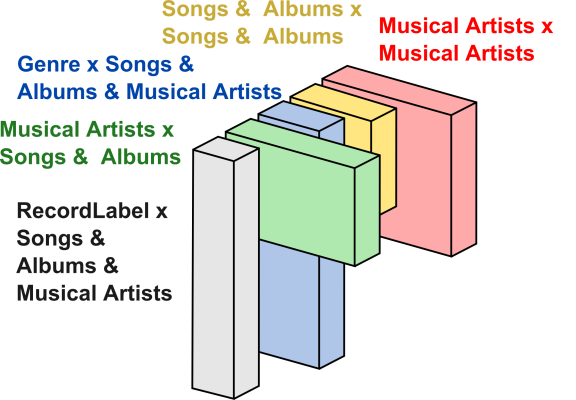 Songs & Albums x
Songs & Albums
Musical Artists x
Musical Artists
Genre x Songs &
Albums & Musical Artists
Musical Artists x
Songs & Albums
RecordLabel x
Songs &
Albums &
Musical Artists